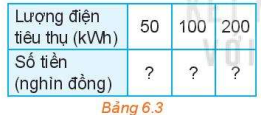 Lượng điện tiêu thụ (kWh) 50 100 200
Số tiền (nghìn đồng) ? ? ?
Bảng 6.3